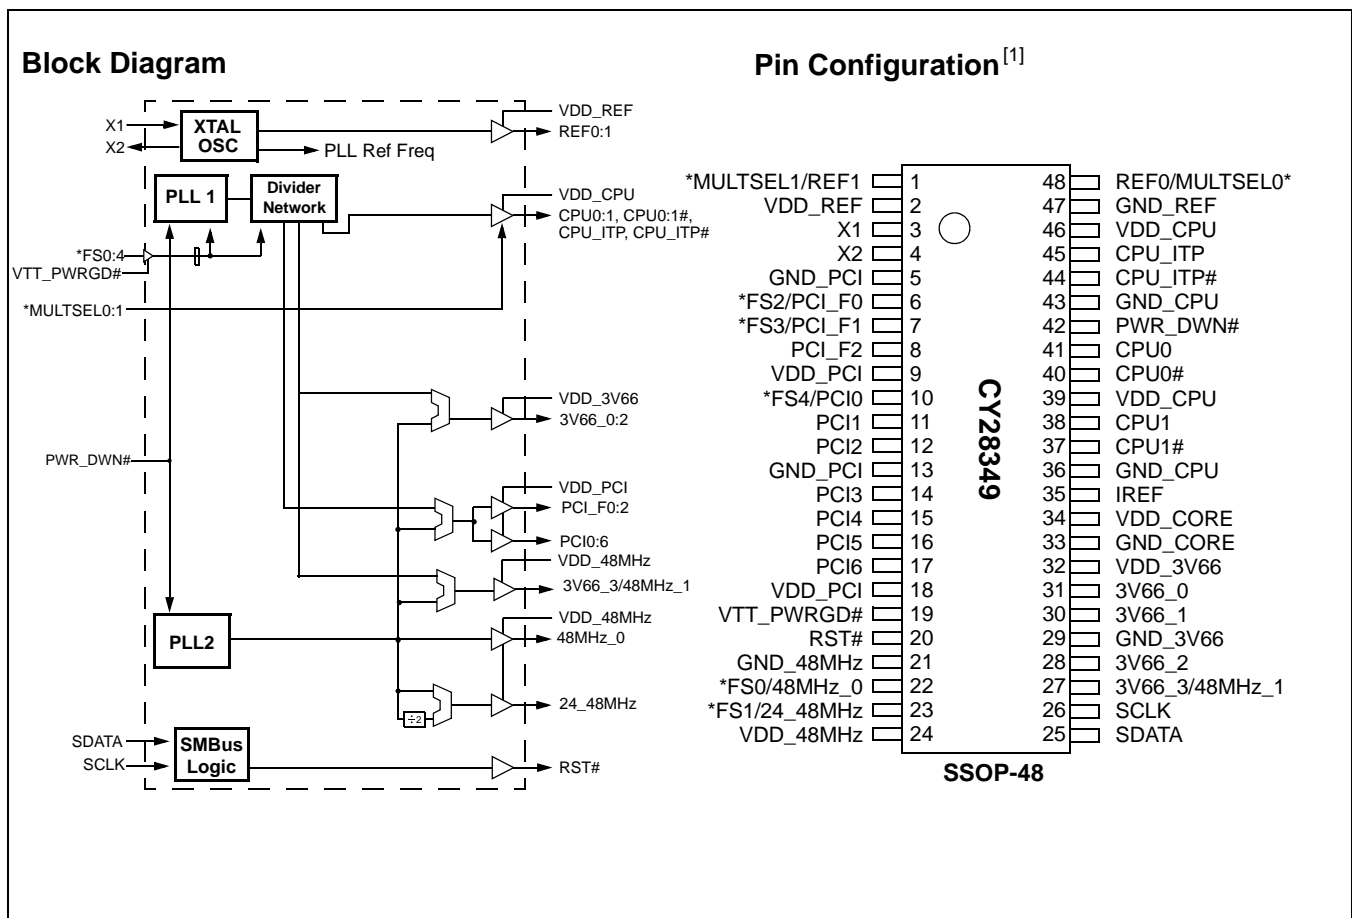 Block Diagram
Pin Configuration[1]
X1
X2
XTAL
OSC
PLL Ref Freq
VDD_REF
REF0:1
PLL 1
Divider
Network
VDD_CPU
CPU0:1, CPU0:1#,
CPU_ITP, CPU_ITP#
*FS0:4
VTT_PWRGD#
*MULTSEL0:1
VDD_3V66
3V66_0:2
PWR_DWN#
VDD_PCI
PCI_F0:2
PCI0:6
VDD_48MHz
3V66_3/48MHz_1
PLL2
VDD_48MHz
48MHz_0
÷2
24_48MHz
SDATA
SCLK
SMBus
Logic
RST#
*MULTSEL1/REF1 1 48 REF0/MULTSEL0*
VDD_REF 2 47 GND_REF
X1 3 46 VDD_CPU
X2 4 45 CPU_ITP
GND_PCI 5 44 CPU_ITP#
*FS2/PCI_F0 6 43 GND_CPU
*FS3/PCI_F1 7 42 PWR_DWN#
PCI_F2 8 41 CPU0
VDD_PCI 9 40 CPU0#
*FS4/PCI0 10 39 VDD_CPU
PCI1 11 38 CPU1
PCI2 12 37 CPU1#
GND_PCI 13 36 GND_CPU
PCI3 14 35 IREF
PCI4 15 34 VDD_CORE
PCI5 16 33 GND_CORE
PCI6 17 32 VDD_3V66
VDD_PCI 18 31 3V66_0
VTT_PWRGD# 19 30 3V66_1
RST# 20 29 GND_3V66
GND_48MHz 21 28 3V66_2
*FS0/48MHz_0 22 27 3V66_3/48MHz_1
*FS1/24_48MHz 23 26 SCLK
VDD_48MHz 24 25 SDATA
CY28349
SSOP-48